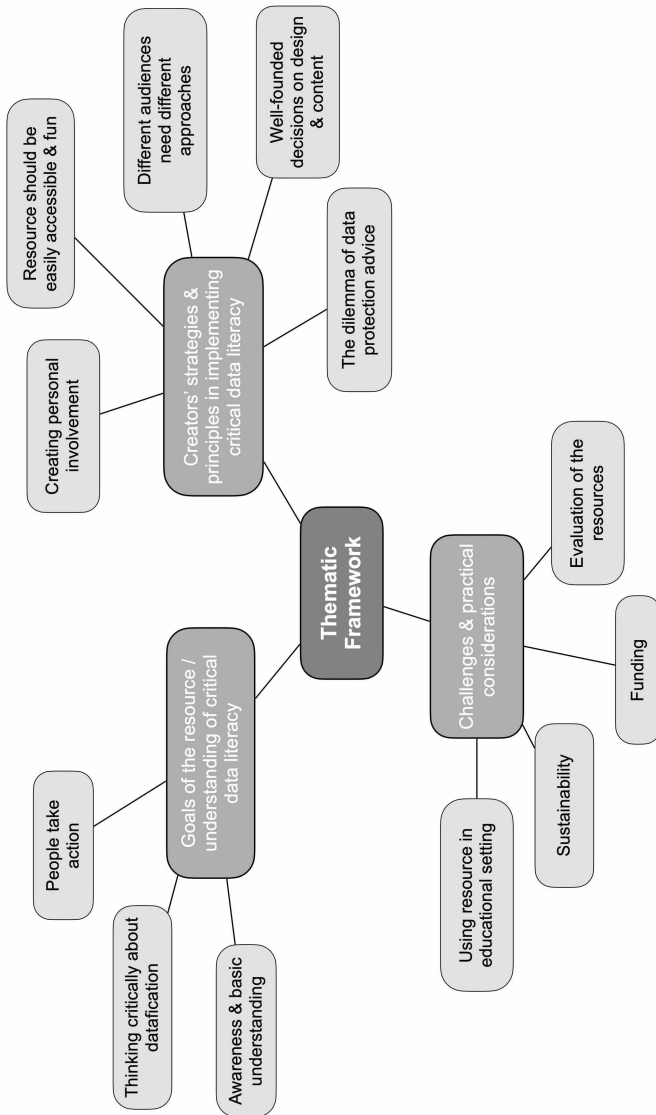 Thematic
Framework
Goals of the resource /
understanding of critical
data literacy
Awareness & basic
understanding
Thinking critically about
datafication
People take
action
Creators' strategies &
principles in implementing
critical data literacy
Creating personal
involvement
Resource should be
easily accessible & fun
Different audiences
need different
approaches
Well-founded
decisions on design
& content
The dilemma of data
protection advice
Challenges & practical
considerations
Using resource in
educational setting
Sustainability
Funding
Evaluation of the
resources